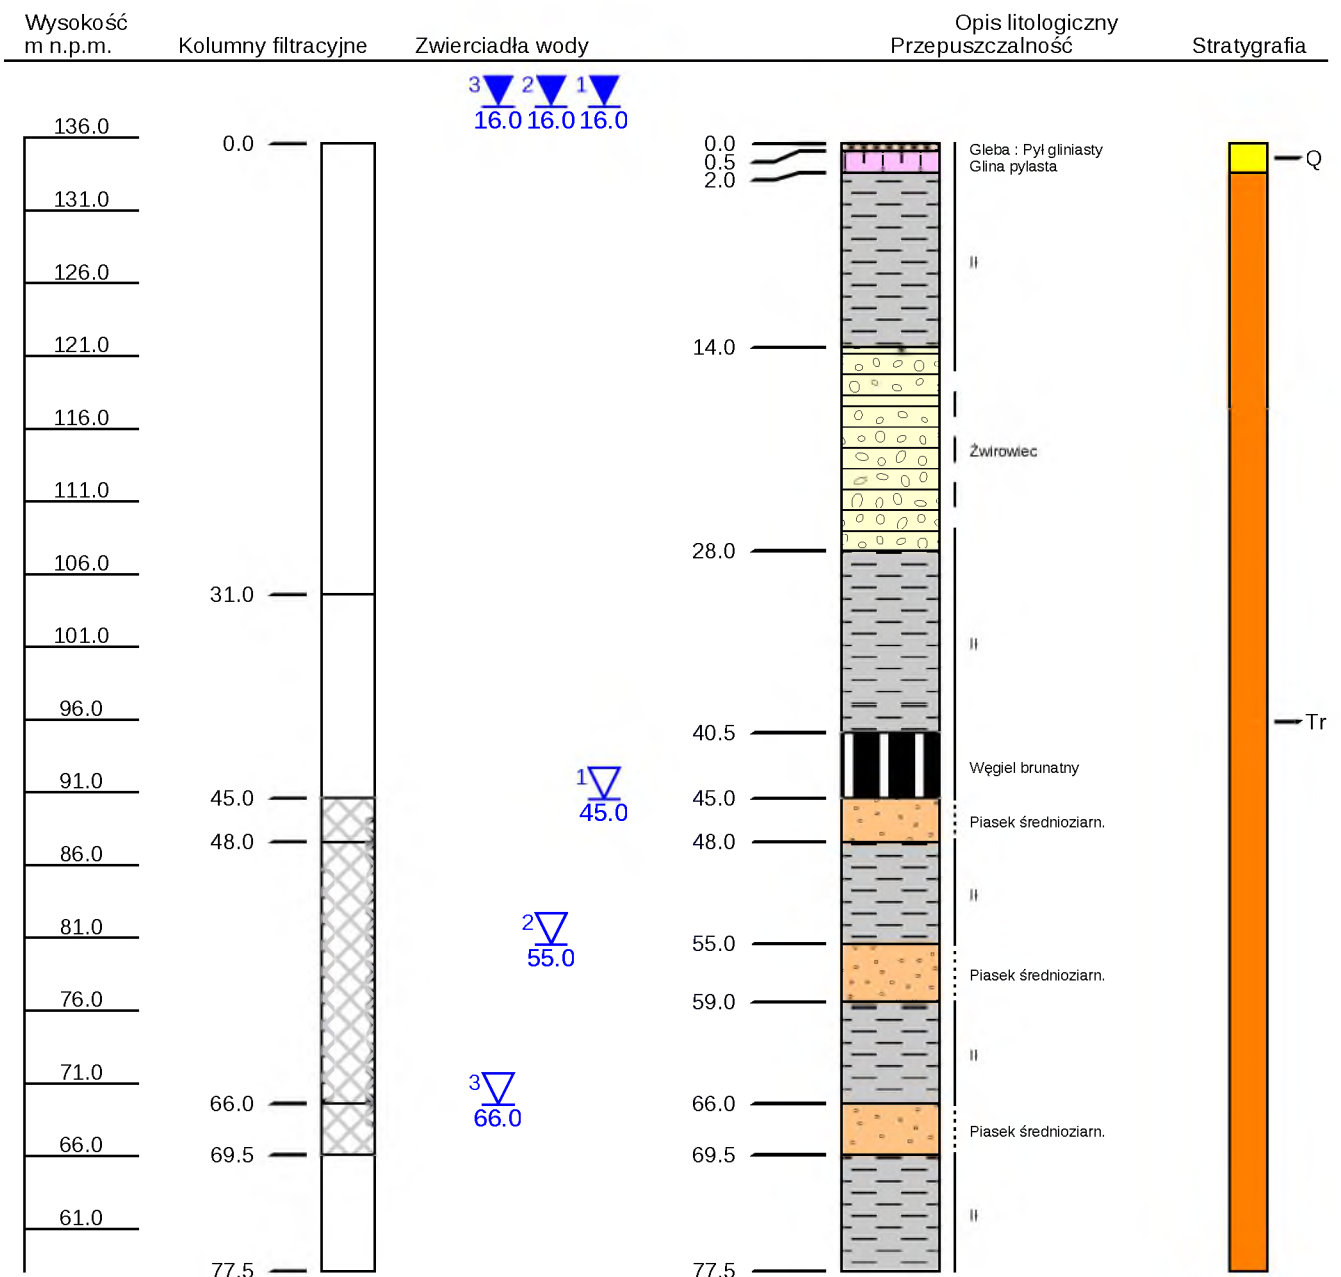 Wysokość
m n.p.m.
Kolumny filtracyjne
Zwierciadła wody
Opis litologiczny
Przepuszczalność
Stratygrafia
3 2 1
16.0 16.0 16.0
136.0
131.0
126.0
121.0
116.0
111.0
106.0
101.0
96.0
91.0
86.0
81.0
76.0
71.0
66.0
61.0
0.0
31.0
45.0
48.0
66.0
69.5
77.5
1
45.0
2
55.0
3
66.0
0.0
0.5
2.0
14.0
28.0
40.5
45.0
48.0
55.0
59.0
66.0
69.5
77.5
Gleba : Pył gliniasty
Glina pylasta
Ił
Żwirowiec
Ił
Węgiel brunatny
Piasek średnioziarn.
Ił
Piasek średnioziarn.
Ił
Piasek średnioziarn.
Ił
Q
Tr